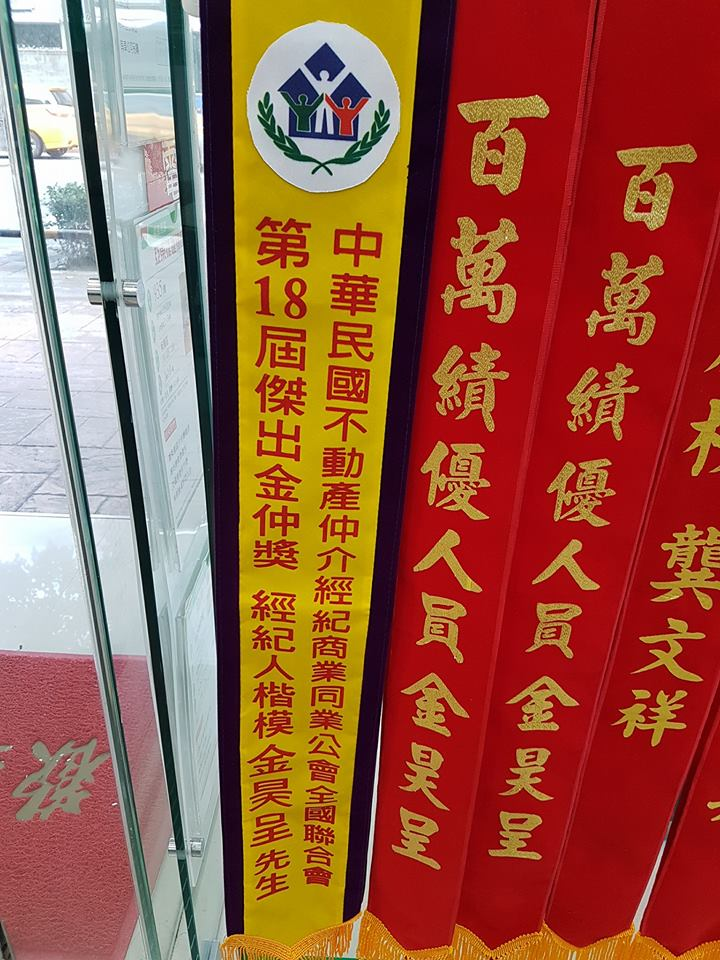 中華民國不動產仲介經紀商業同業公會全國聯合會
第18屆傑出金仲獎 經紀人楷模 金昊呈 先生
百萬績優人員金昊呈
百萬績優人員金昊呈
龔文祥
歡